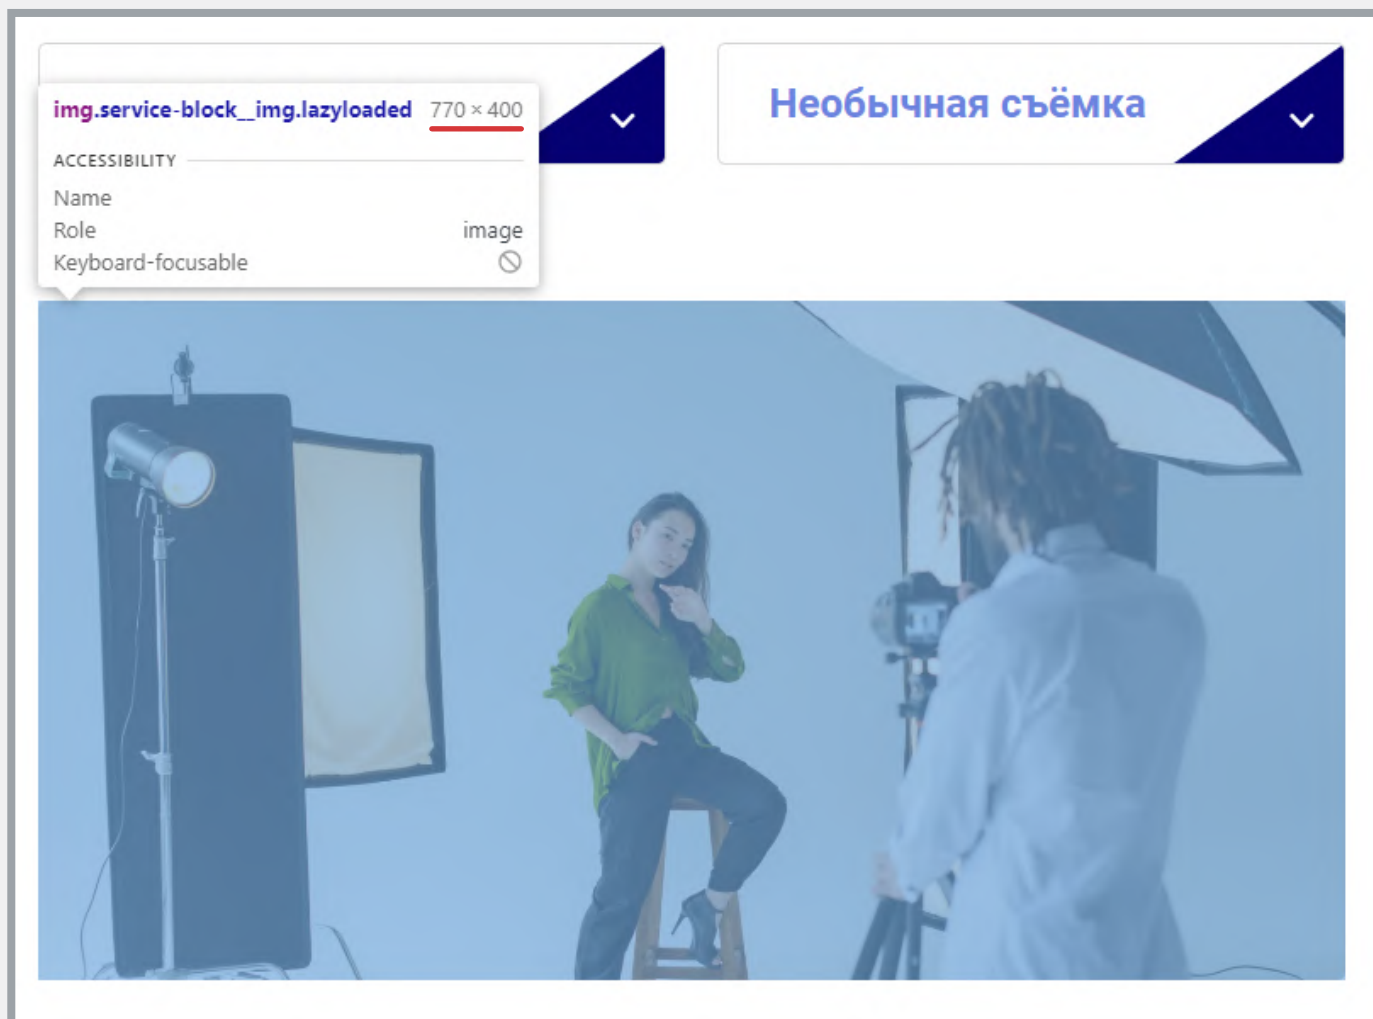 img.service-block__img.lazyloaded 770 × 400
ACCESSIBILITY
Name
Role image
Keyboard-focusable
Необычная съёмка